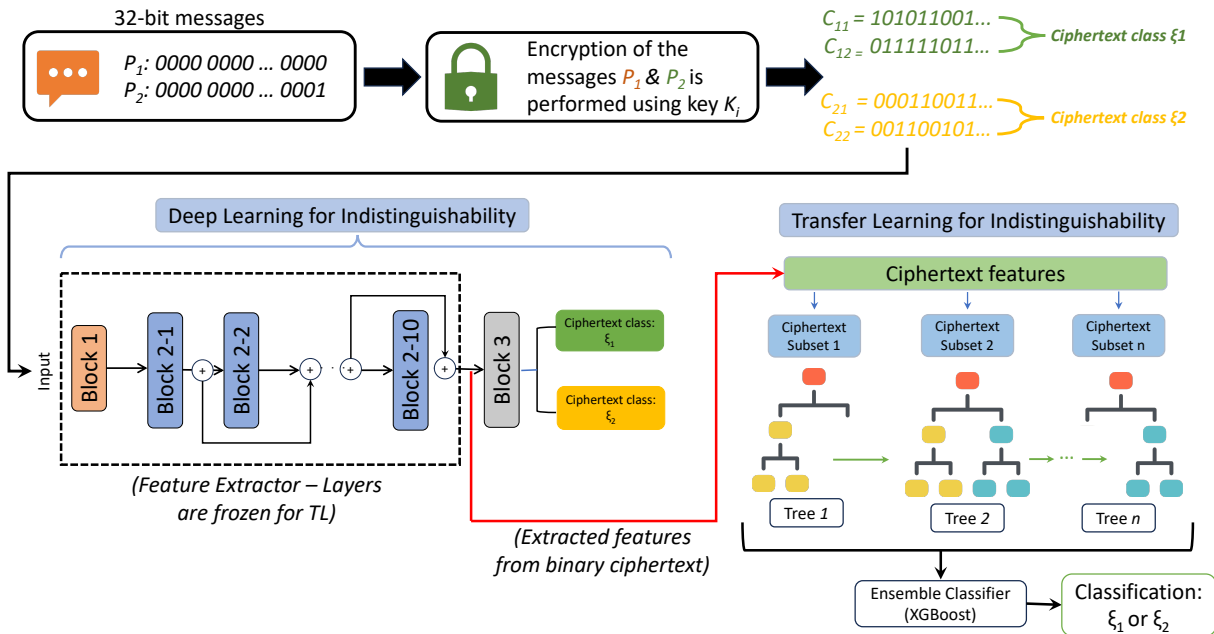 32-bit messages
P1: 0000 0000 ... 0000
P2: 0000 0000 ... 0001
Encryption of the
messages P1 & P2 is
performed using key Ki
C11 = 101011001...
C12 = 011111011...
Ciphertext class ξ1
C21 = 000110011...
C22 = 001100101...
Ciphertext class ξ2
Deep Learning for Indistinguishability
Input
Block 1
Block 2-1
+
Block 2-2
+
. .
+
Block 2-10
+
Block 3
Ciphertext class:
ξ1
Ciphertext class:
ξ2
(Feature Extractor – Layers
are frozen for TL)
(Extracted features
from binary ciphertext)
Transfer Learning for Indistinguishability
Ciphertext features
Ciphertext
Subset 1
Ciphertext
Subset 2
Ciphertext
Subset n
...
Tree 1
Tree 2
Tree n
Ensemble Classifier
(XGBoost)
Classification:
ξ1 or ξ2